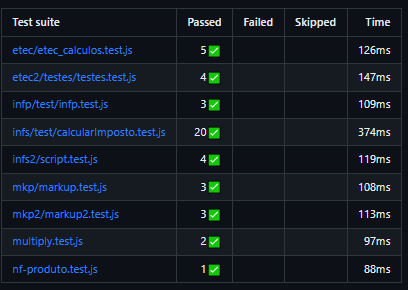 Test suite Passed Failed Skipped Time
etec/etec_calculos.test.js 5 ✅ 126ms
etec2/testes/testes.test.js 4 ✅ 147ms
infp/test/infp.test.js 3 ✅ 109ms
infs/test/calcularImposto.test.js 20 ✅ 374ms
infs2/script.test.js 4 ✅ 119ms
mkp/markup.test.js 3 ✅ 108ms
mkp2/markup2.test.js 3 ✅ 113ms
multiply.test.js 2 ✅ 97ms
nf-produto.test.js 1 ✅ 88ms